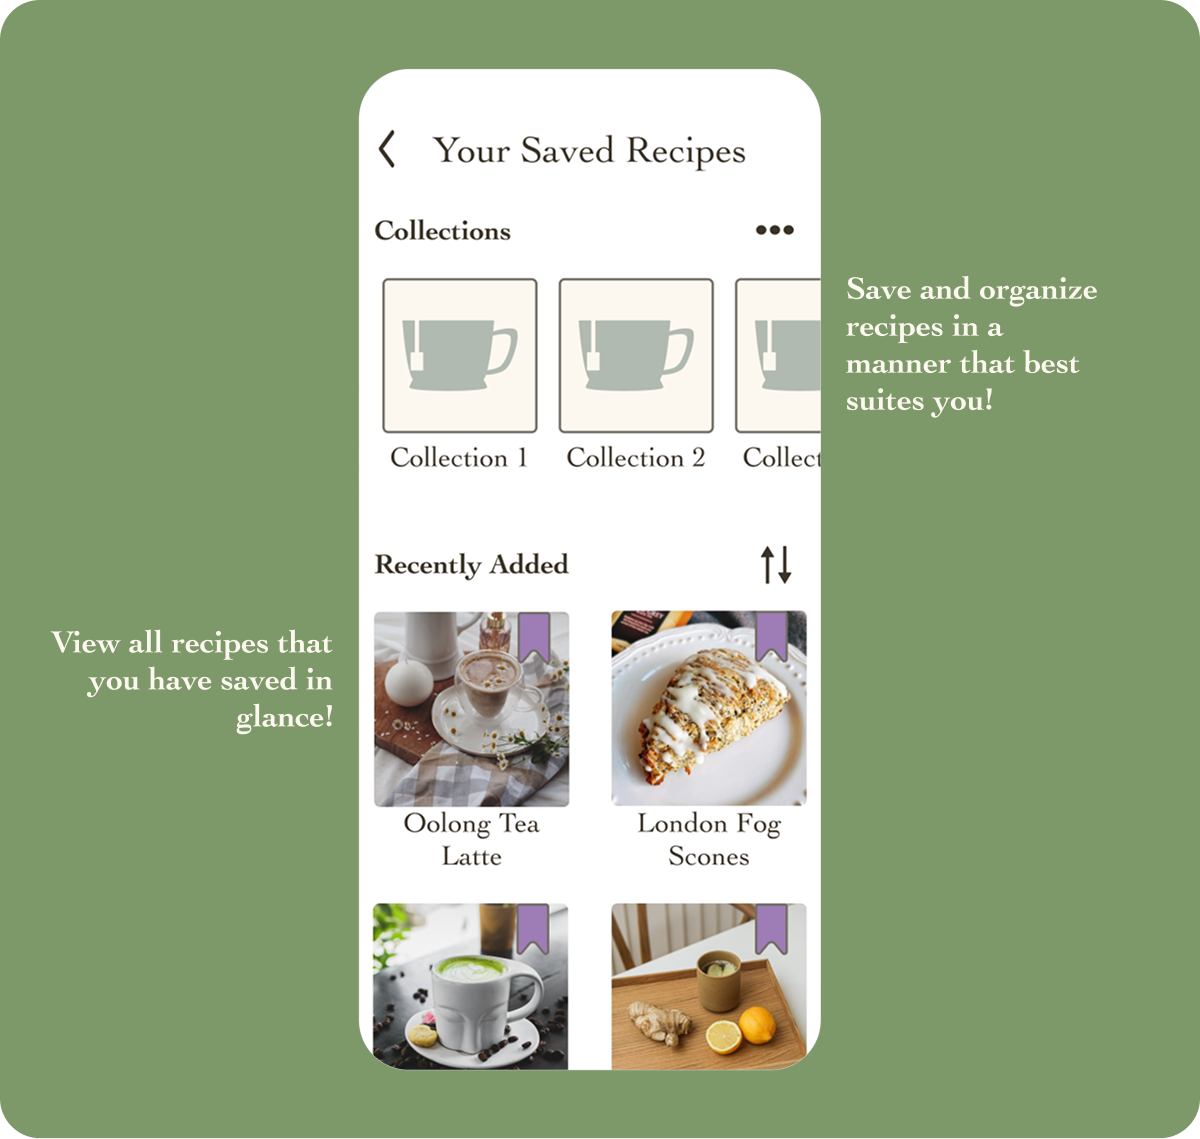 Your Saved Recipes
Collections
Save and organize
recipes in a
manner that best
suites you!
Collection 1
Collection 2
Collect
Recently Added
View all recipes that
you have saved in
glance!
Oolong Tea
Latte
London Fog
Scones